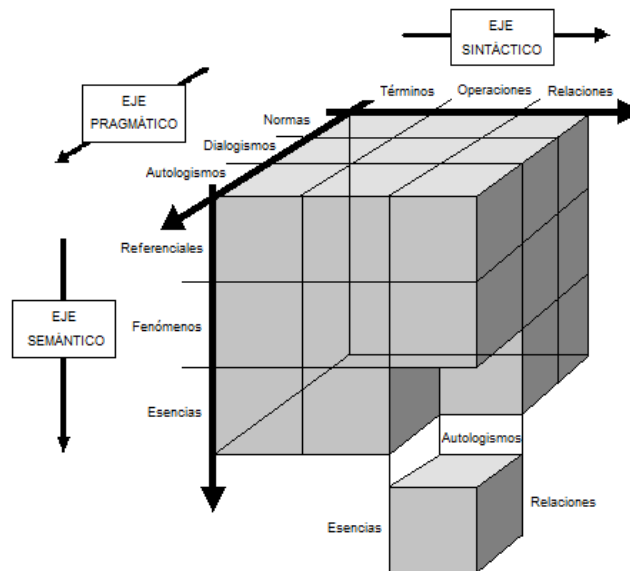 EJE
SINTÁCTICO
EJE
PRAGMÁTICO
Términos
Operaciones
Relaciones
Normas
Dialogismos
Autologismos
Referenciales
Fenómenos
EJE
SEMÁNTICO
Esencias
Autologismos
Relaciones
Esencias